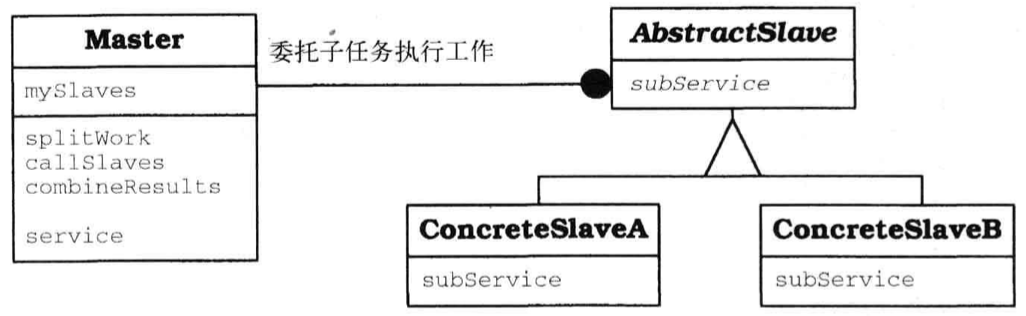 Master
mySlaves
splitWork
callSlaves
combineResults
service
委托子任务执行工作
AbstractSlave
subService
ConcreteSlaveA
subService
ConcreteSlaveB
subService